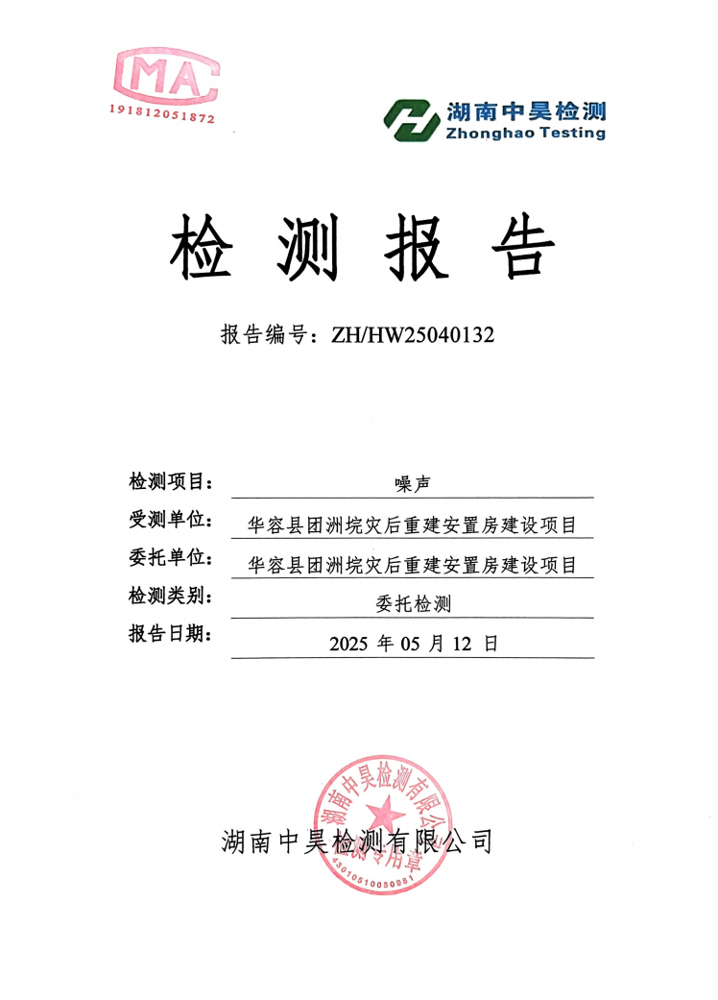 MA
191812051872
湖南中昊检测
Zhonghao Testing
检测报告
报告编号：ZH/HW25040132
检测项目： 噪声
受测单位： 华容县团洲垸灾后重建安置房建设项目
委托单位： 华容县团洲垸灾后重建安置房建设项目
检测类别： 委托检测
报告日期： 2025 年 05 月 12 日
湖南中昊检测有限公司
湖南中昊检测有限公司
检测专用章
43010510080981